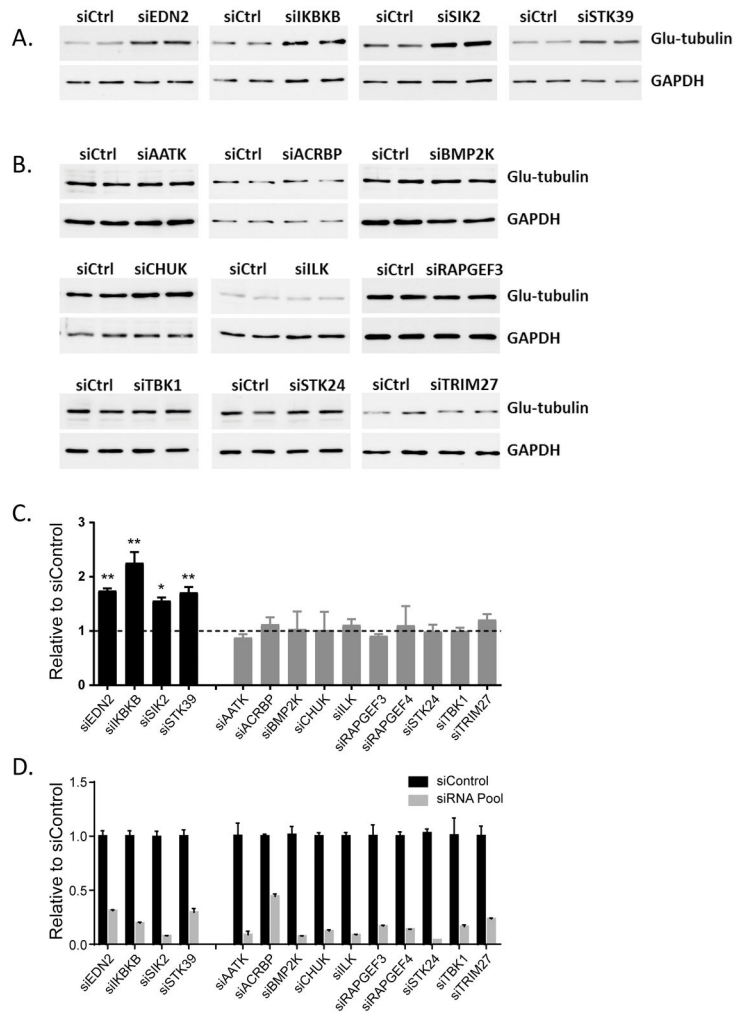 A.
siCtrl siEDN2 siCtrl siIKBKB siCtrl siSIK2 siCtrl siSTK39
Glu-tubulin
GAPDH
B.
siCtrl siAATK siCtrl siACRBP siCtrl siBMP2K
Glu-tubulin
GAPDH
siCtrl siCHUK siCtrl siILK siCtrl siRAPGEF3
Glu-tubulin
GAPDH
siCtrl siTBK1 siCtrl siSTK24 siCtrl siTRIM27
Glu-tubulin
GAPDH
C.
Relative to siControl
3
2
1
0
** ** * **
siEDN2 siIKBKB siSIK2 siSTK39 siAATK siACRBP siBMP2K siCHUK siILK siRAPGEF3 siRAPGEF4 siSTK24 siTBK1 siTRIM27
D.
Relative to siControl
1.5
1.0
0.5
0.0
siControl
siRNA Pool
siEDN2 siIKBKB siSIK2 siSTK39 siAATK siACRBP siBMP2K siCHUK siILK siRAPGEF3 siRAPGEF4 siSTK24 siTBK1 siTRIM27